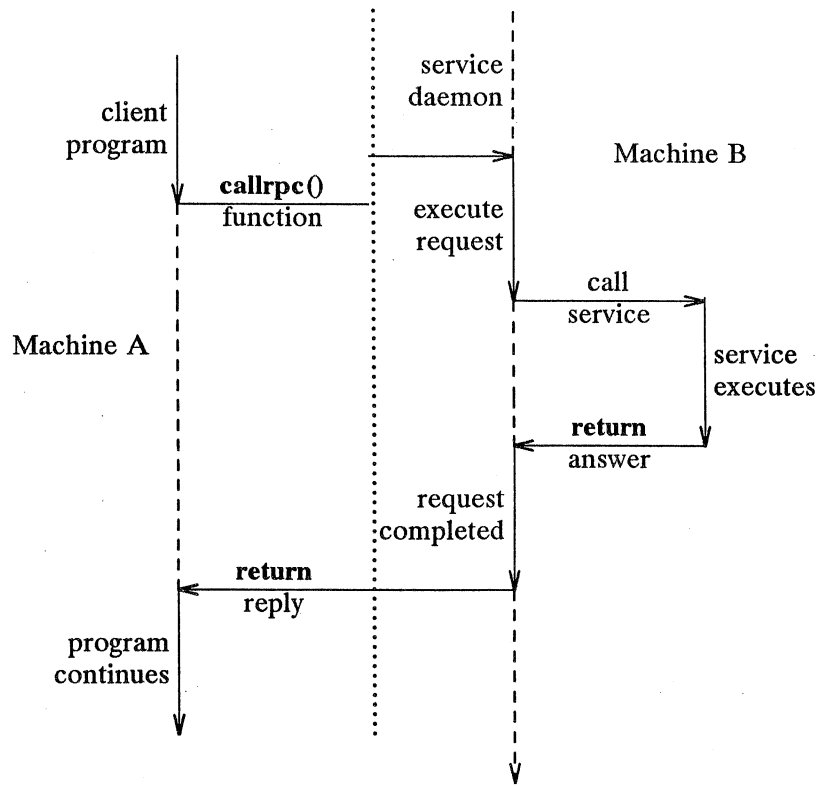 service
daemon
client
program
Machine B
callrpc()
function
execute
request
call
service
Machine A
service
executes
return
answer
request
completed
return
reply
program
continues